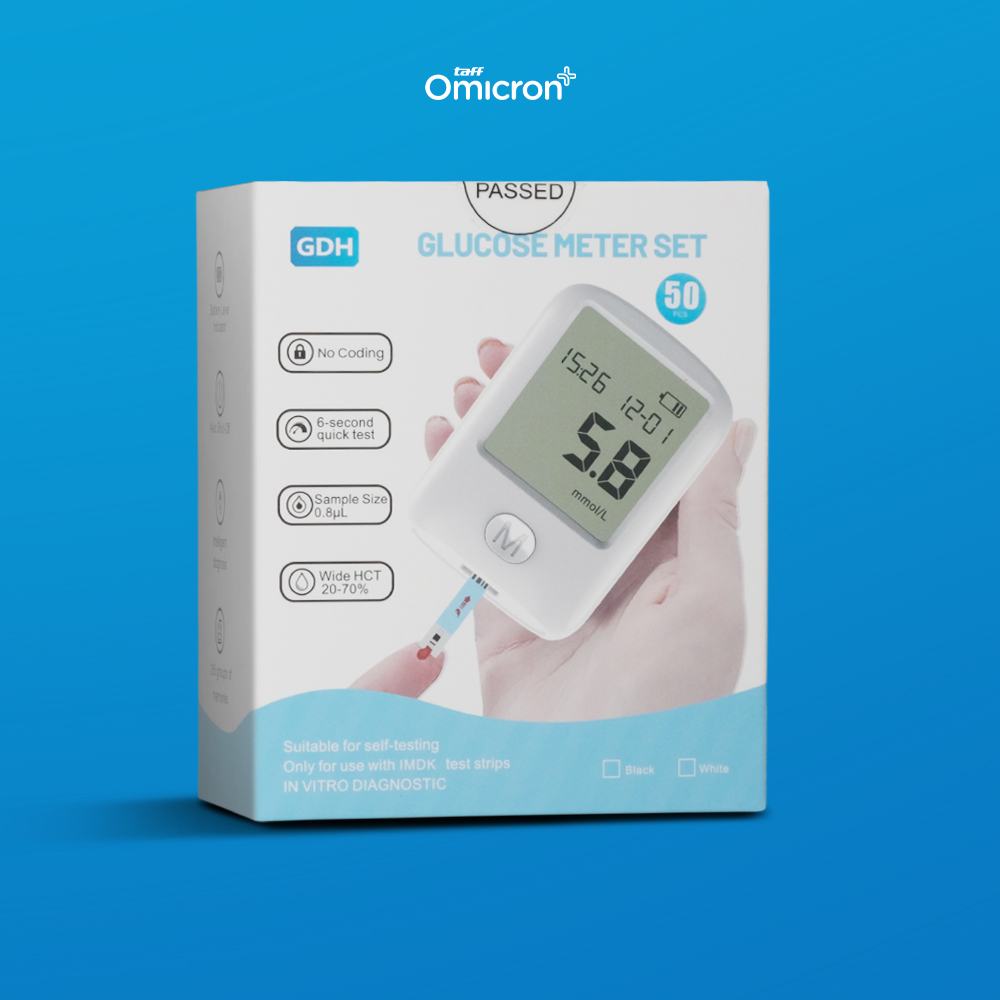 taff
Omicron
PASSED
GDH
GLUCOSE METER SET
50
PCS
No Coding
6-second
quick test
Sample Size
0.8µL
Wide HCT
20-70%
15:26
12-01
5.8
mmol/L
M
Suitable for self-testing
Only for use with IMDK test strips
IN VITRO DIAGNOSTIC
Black
White